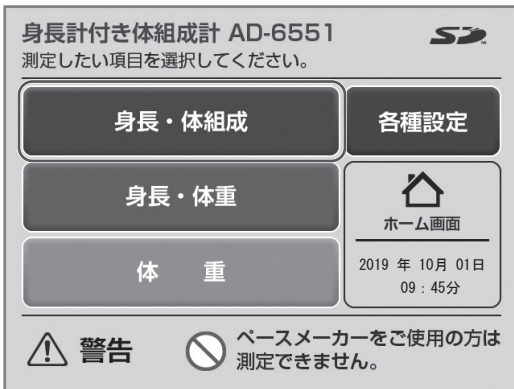 身長計付き体組成計 AD-6551
SD
測定したい項目を選択してください。
身長・体組成
各種設定
身長・体重
ホーム画面
体 重
2019 年 10月 01日
09 : 45分
警告
ペースメーカーをご使用の方は
測定できません。